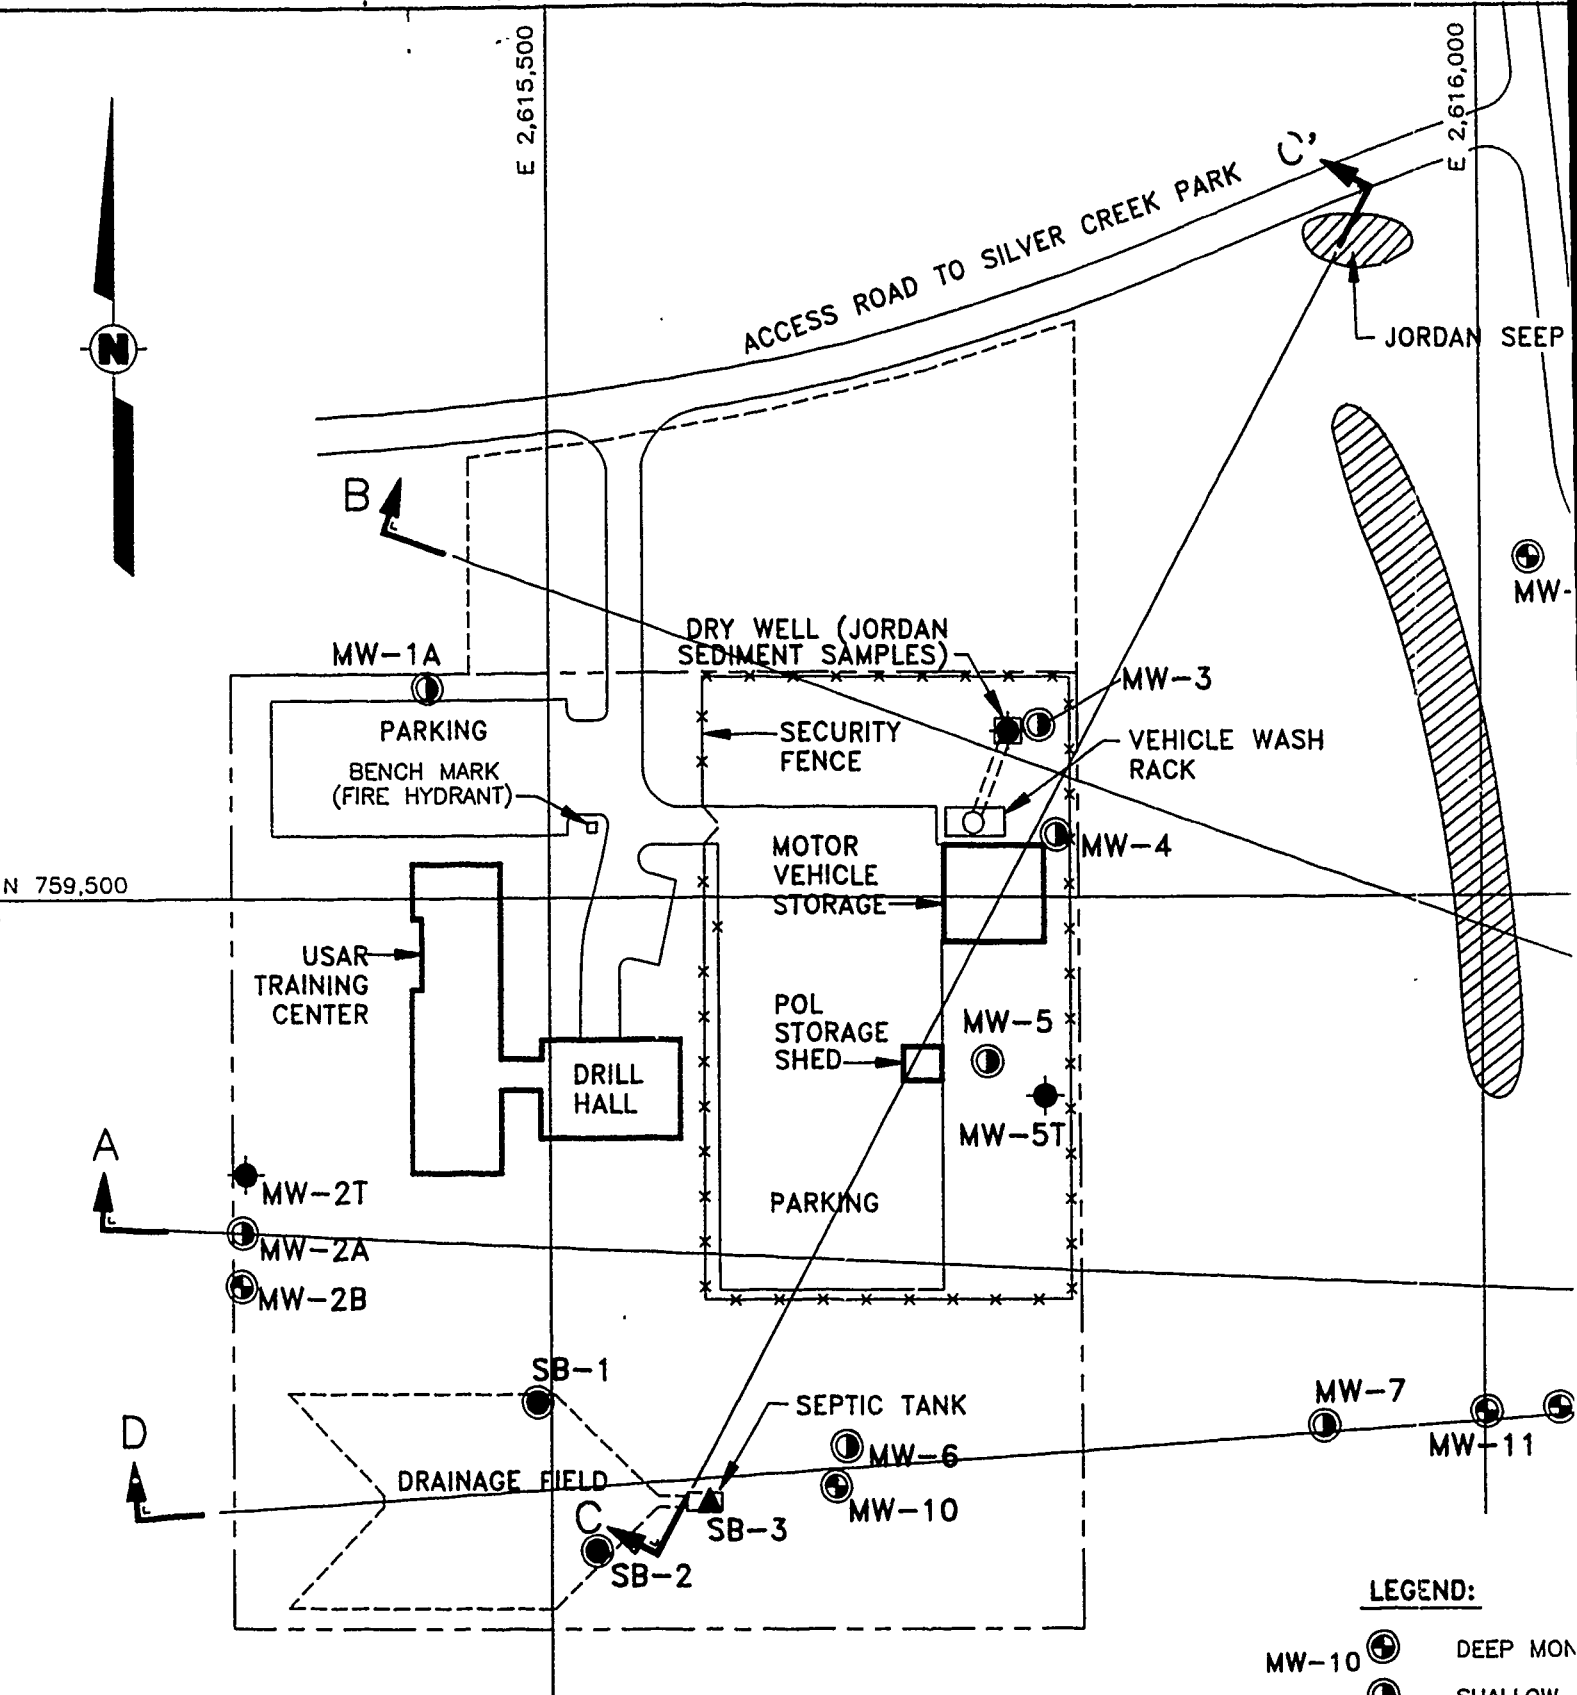 E 2,615,500
E 2,616,000
C'
ACCESS ROAD TO SILVER CREEK PARK
N
JORDAN SEEP
B
MW-
DRY WELL (JORDAN
SEDIMENT SAMPLES)
MW-1A
MW-3
PARKING
SECURITY
FENCE
VEHICLE WASH
RACK
BENCH MARK
(FIRE HYDRANT)
MOTOR
VEHICLE
STORAGE
MW-4
N 759,500
USAR
TRAINING
CENTER
POL
STORAGE
SHED
MW-5
DRILL
HALL
MW-5T
A
MW-2T
PARKING
MW-2A
MW-2B
SB-1
SEPTIC TANK
MW-7
D
MW-6
MW-11
DRAINAGE FIELD
MW-10
C
SB-3
SB-2
LEGEND:
MW-10
DEEP MON
SHALLOW